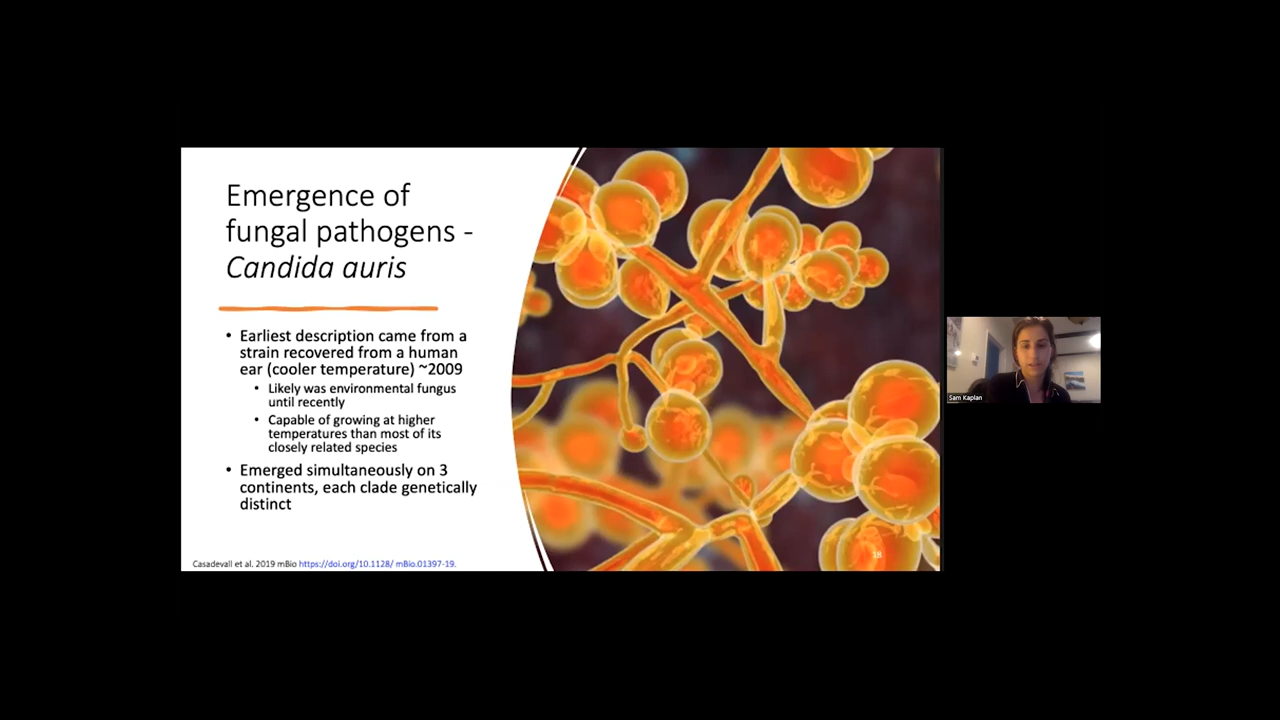 Emergence of
fungal pathogens -
Candida auris
• Earliest description came from a
strain recovered from a human
ear (cooler temperature) ~2009
• Likely was environmental fungus
until recently
• Capable of growing at higher
temperatures than most of its
closely related species
• Emerged simultaneously on 3
continents, each clade genetically
distinct
Casadevall et al. 2019 mBio https://doi.org/10.1128/ mBio.01397-19.
18
Sam Kaplan